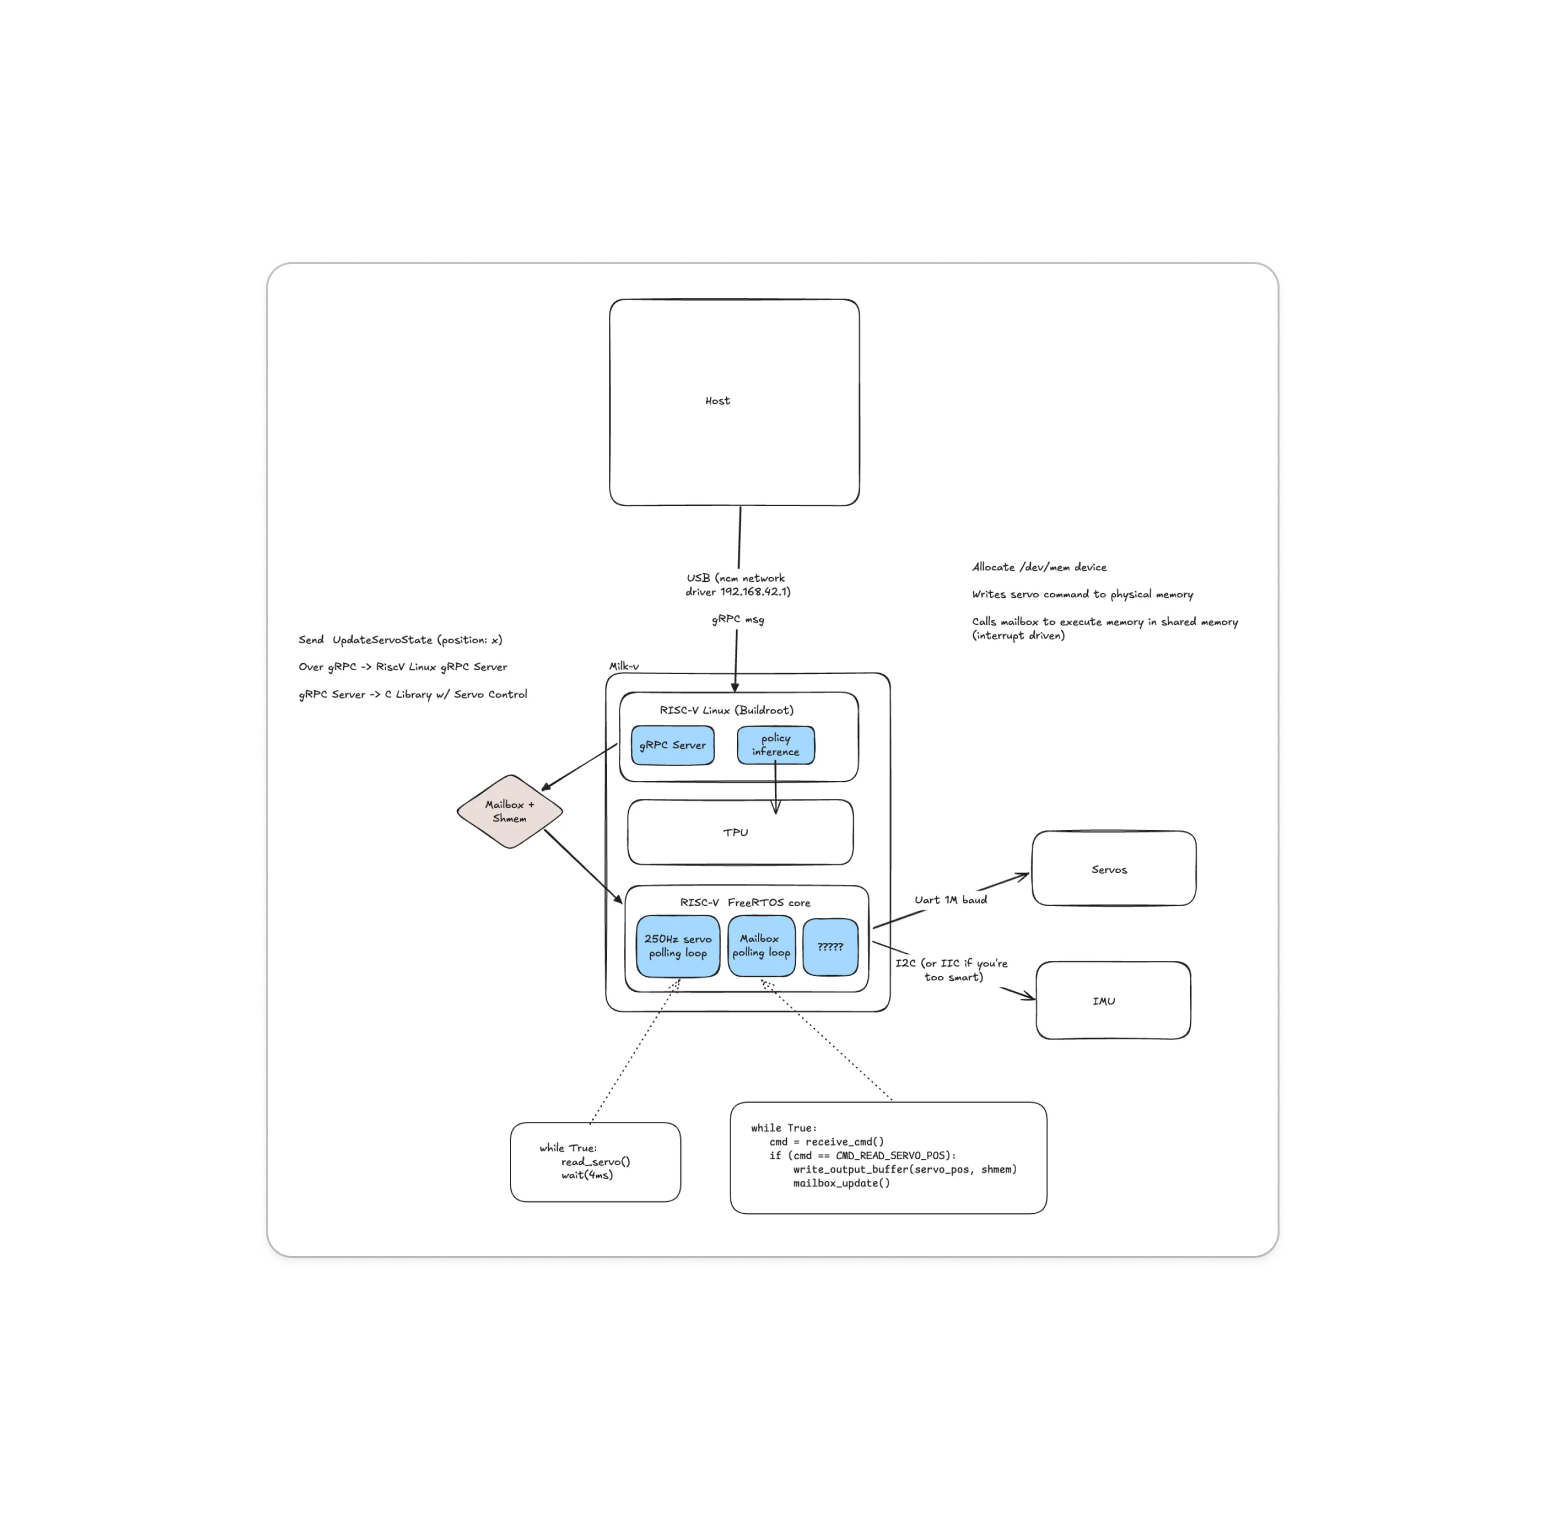 Host
USB (ncm network
driver 192.168.42.1)
gRPC msg
Allocate /dev/mem device
Writes servo command to physical memory
Calls mailbox to execute memory in shared memory
(interrupt driven)
Send  UpdateServoState (position: x)
Over gRPC -> RiscV Linux gRPC Server
gRPC Server -> C Library w/ Servo Control
Milk-v
RISC-V Linux (Buildroot)
gRPC Server
policy
inference
Mailbox +
Shmem
TPU
RISC-V  FreeRTOS core
250Hz servo
polling loop
Mailbox
polling loop
?????
Uart 1M baud
Servos
I2C (or IIC if you're
too smart)
IMU
while True:
    read_servo()
    wait(4ms)
while True:
   cmd = receive_cmd()
   if (cmd == CMD_READ_SERVO_POS):
       write_output_buffer(servo_pos, shmem)
       mailbox_update()